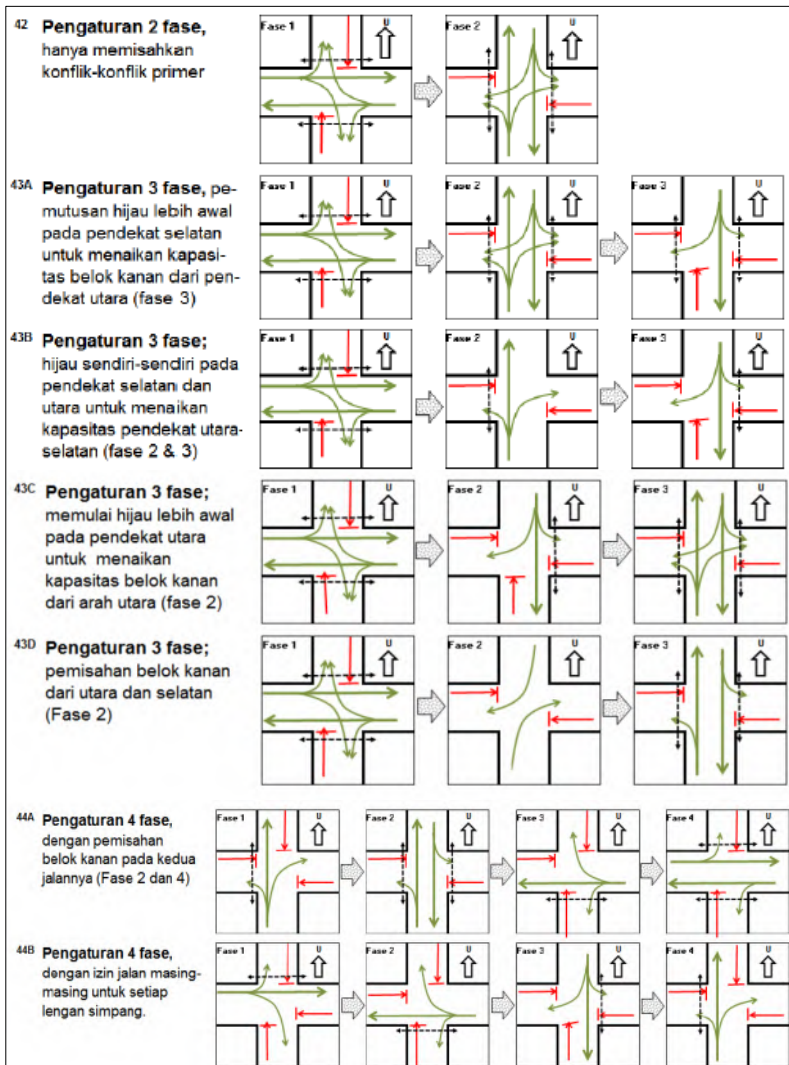 42 Pengaturan 2 fase,
hanya memisahkan
konflik-konflik primer
Fase 1 U
Fase 2 U
43A Pengaturan 3 fase, pe-
mutusan hijau lebih awal
pada pendekat selatan
untuk menaikan kapasi-
tas belok kanan dari pen-
dekat utara (fase 3)
Fase 1 U
Fase 2 U
Fase 3 U
43B Pengaturan 3 fase;
hijau sendiri-sendiri pada
pendekat selatan dan
utara untuk menaikan
kapasitas pendekat utara-
selatan (fase 2 & 3)
Fase 1 U
Fase 2 U
Fase 3 U
43C Pengaturan 3 fase;
memulai hijau lebih awal
pada pendekat utara
untuk menaikan
kapasitas belok kanan
dari arah utara (fase 2)
Fase 1 U
Fase 2 U
Fase 3 U
43D Pengaturan 3 fase;
pemisahan belok kanan
dari utara dan selatan
(Fase 2)
Fase 1 U
Fase 2 U
Fase 3 U
44A Pengaturan 4 fase,
dengan pemisahan
belok kanan pada kedua
jalannya (Fase 2 dan 4)
Fase 1 U
Fase 2 U
Fase 3 U
Fase 4 U
44B Pengaturan 4 fase,
dengan izin jalan masing-
masing untuk setiap
lengan simpang.
Fase 1 U
Fase 2 U
Fase 3 U
Fase 4 U